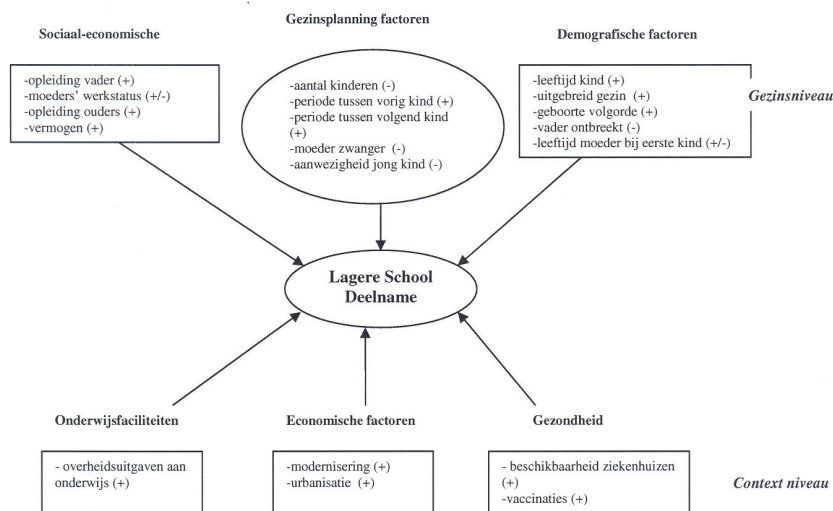 Gezinsplanning factoren
Sociaal-economische
Demografische factoren
-opleiding vader (+)
-moeders' werkstatus (+/-)
-opleiding ouders (+)
-vermogen (+)
-aantal kinderen (-)
-periode tussen vorig kind (+)
-periode tussen volgend kind
(+)
-moeder zwanger (-)
-aanwezigheid jong kind (-)
-leeftijd kind (+)
-uitgebreid gezin (+)
-geboorte volgorde (+)
-vader ontbreekt (-)
-leeftijd moeder bij eerste kind (+/-)
Gezinsniveau
Lagere School
Deelname
Onderwijsfaciliteiten
Economische factoren
Gezondheid
- overheidsuitgaven aan
onderwijs (+)
-modernisering (+)
-urbanisatie (+)
- beschikbaarheid ziekenhuizen
(+)
-vaccinaties (+)
Context niveau